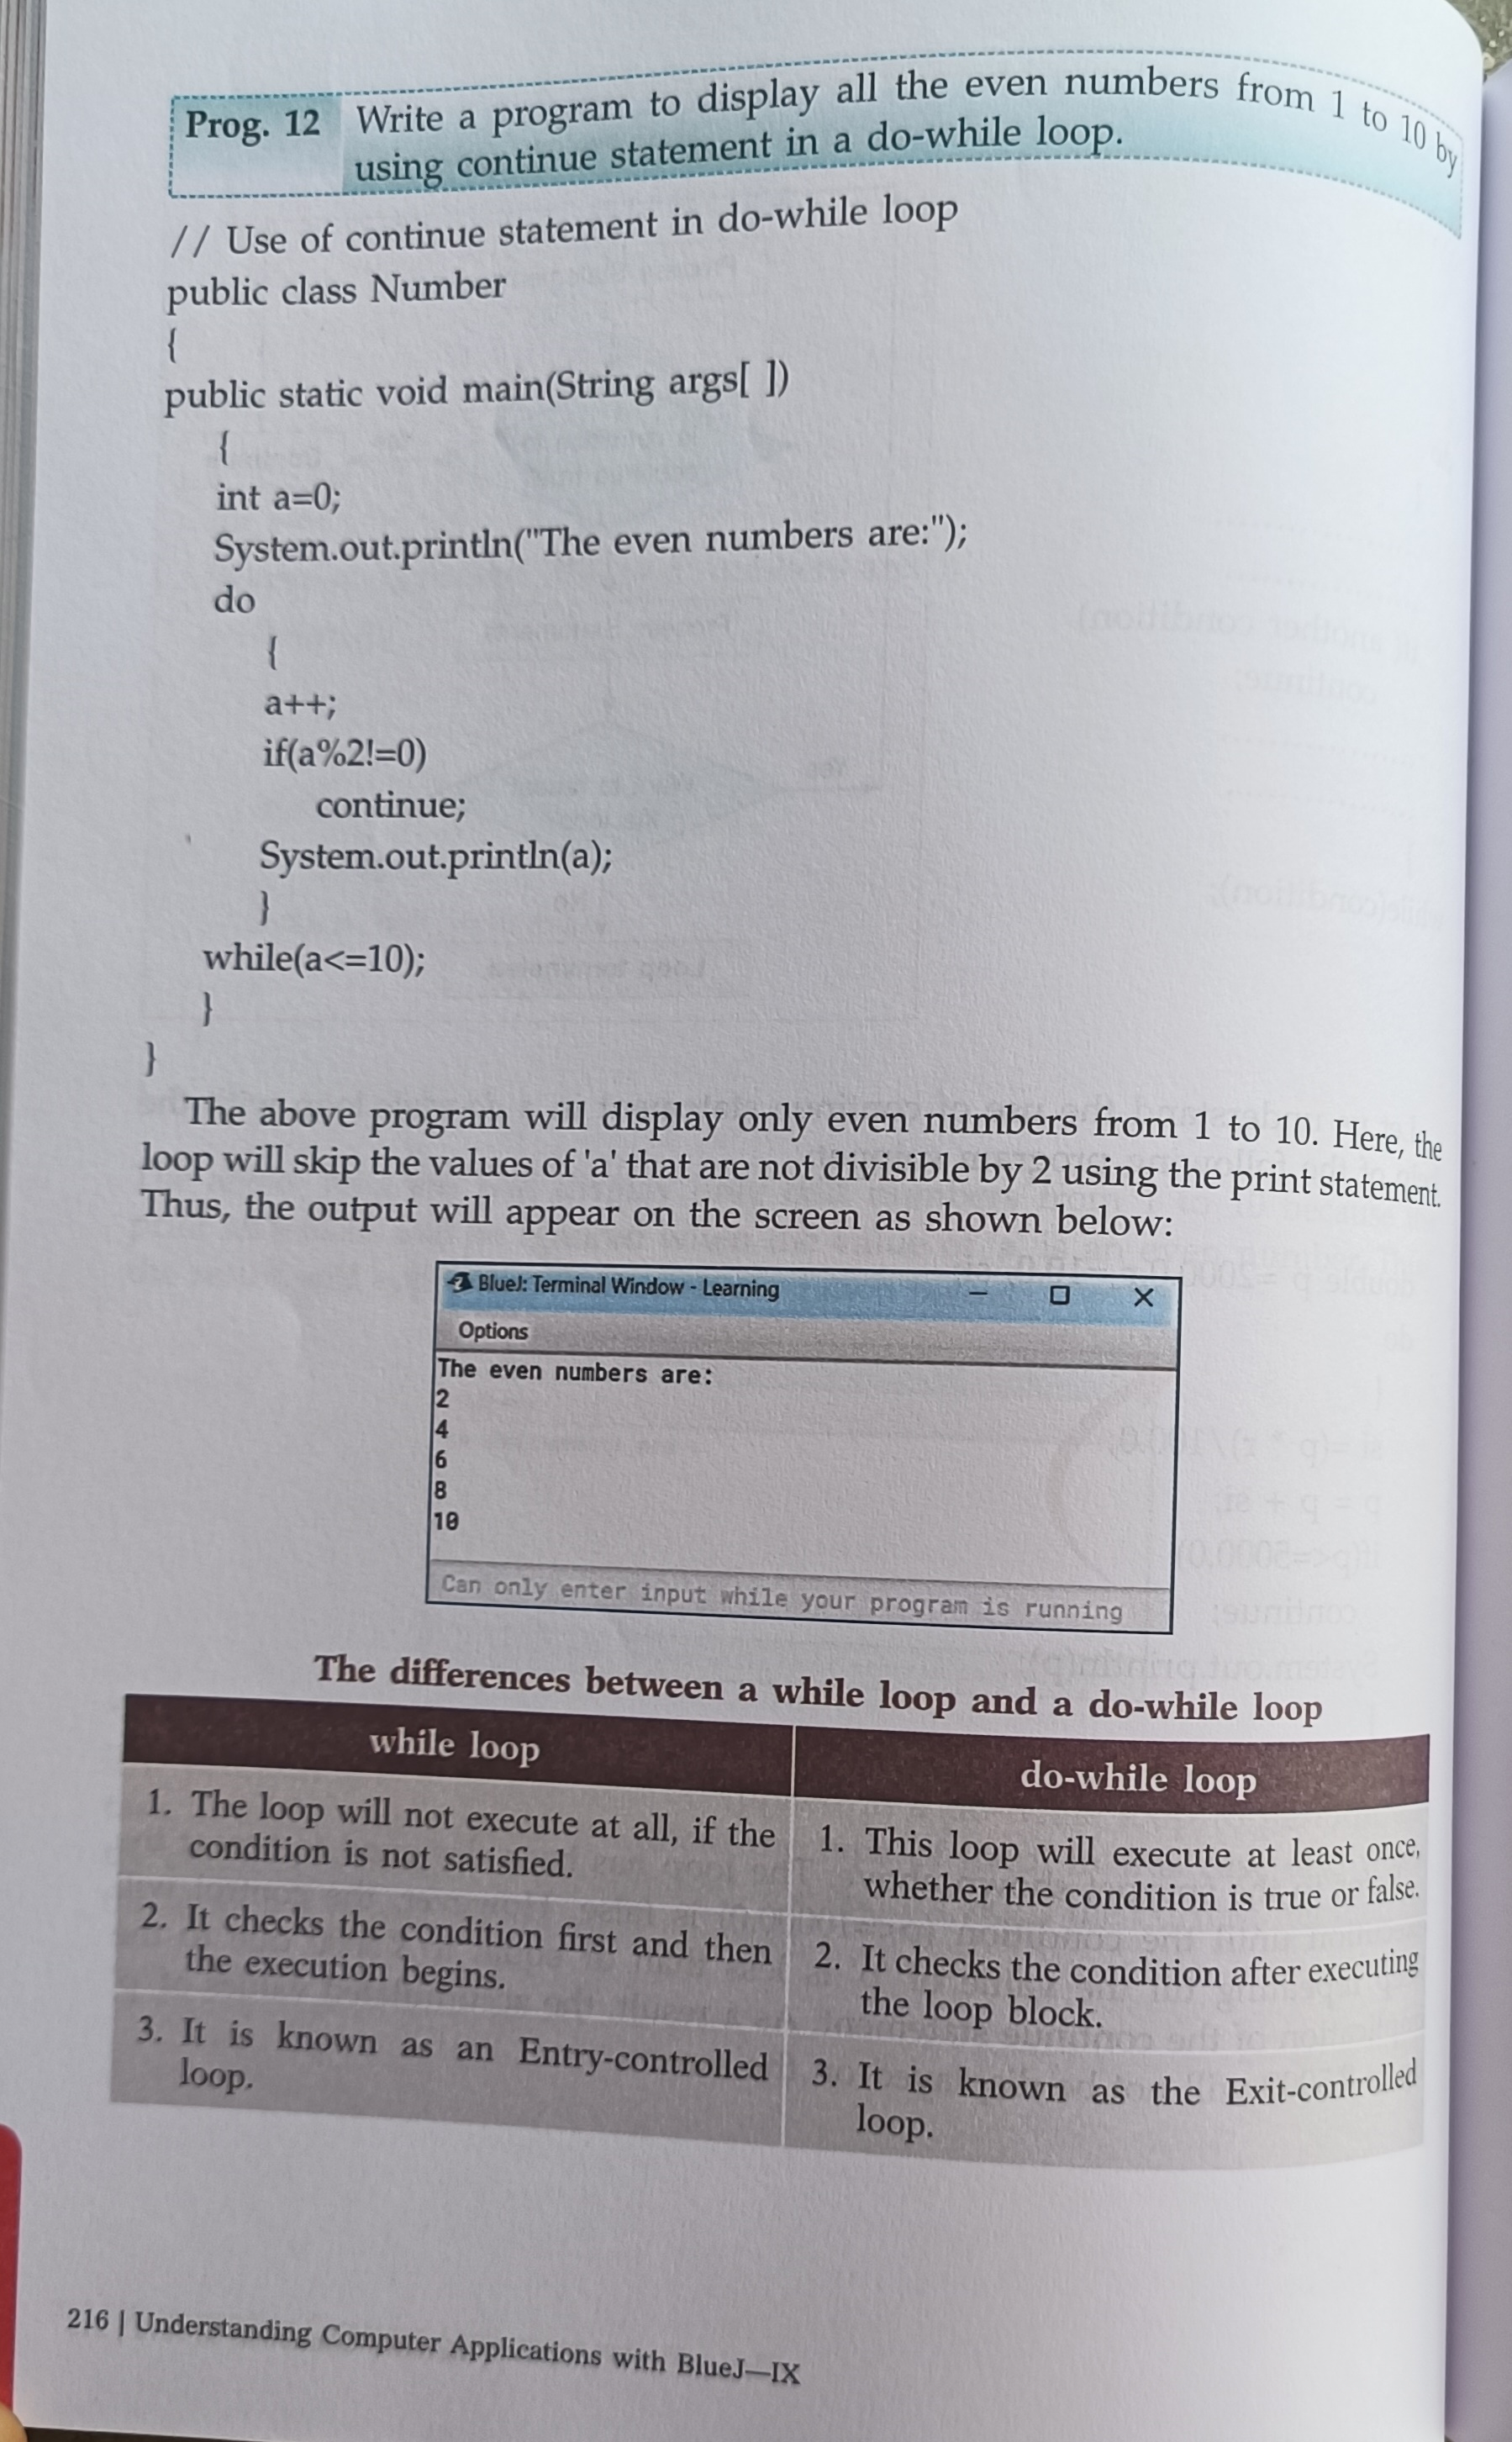 Prog. 12 Write a program to display all the even numbers from 1 to 10 by
using continue statement in a do-while loop.
// Use of continue statement in do-while loop
public class Number
{
public static void main(String args[ ])
{
int a=0;
System.out.println("The even numbers are:");
do
{
a++;
if(a%2!=0)
continue;
System.out.println(a);
}
while(a<=10);
}
}
The above program will display only even numbers from 1 to 10. Here, the
loop will skip the values of 'a' that are not divisible by 2 using the print statement.
Thus, the output will appear on the screen as shown below:
BlueJ: Terminal Window - Learning
Options
The even numbers are:
2
4
6
8
10
Can only enter input while your program is running
The differences between a while loop and a do-while loop
while loop
do-while loop
1. The loop will not execute at all, if the
condition is not satisfied.
1. This loop will execute at least once,
whether the condition is true or false.
2. It checks the condition first and then
the execution begins.
2. It checks the condition after executing
the loop block.
3. It is known as an Entry-controlled
loop.
3. It is known as the Exit-controlled
loop.
216 | Understanding Computer Applications with BlueJ—IX